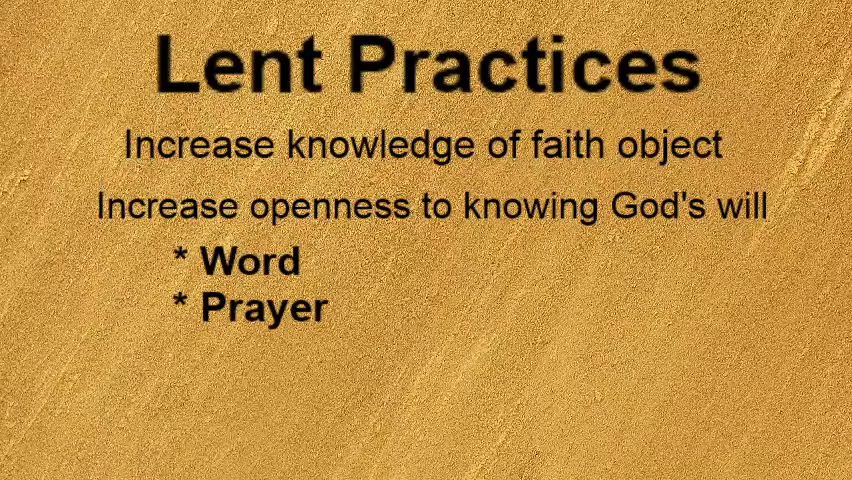 Lent Practices
Increase knowledge of faith object
Increase openness to knowing God's will
* Word
* Prayer